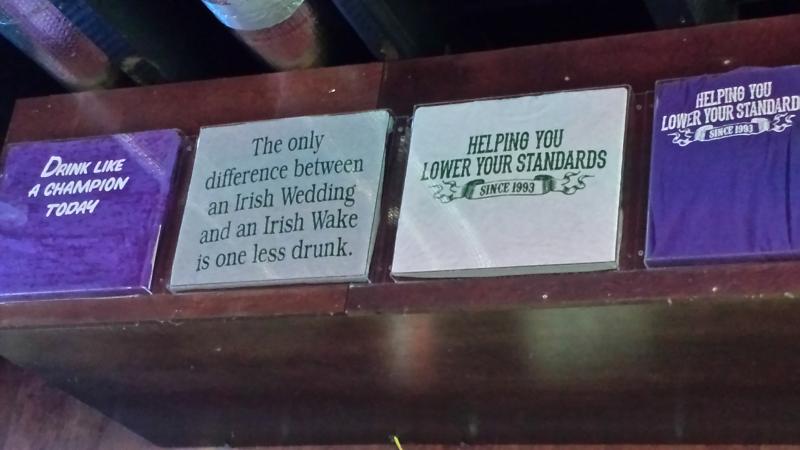 DRINK LIKE
A CHAMPION
TODAY
The only
difference between
an Irish Wedding
and an Irish Wake
is one less drunk.
HELPING YOU
LOWER YOUR STANDARDS
SINCE 1993
HELPING YOU
LOWER YOUR STANDARD
SINCE 1993